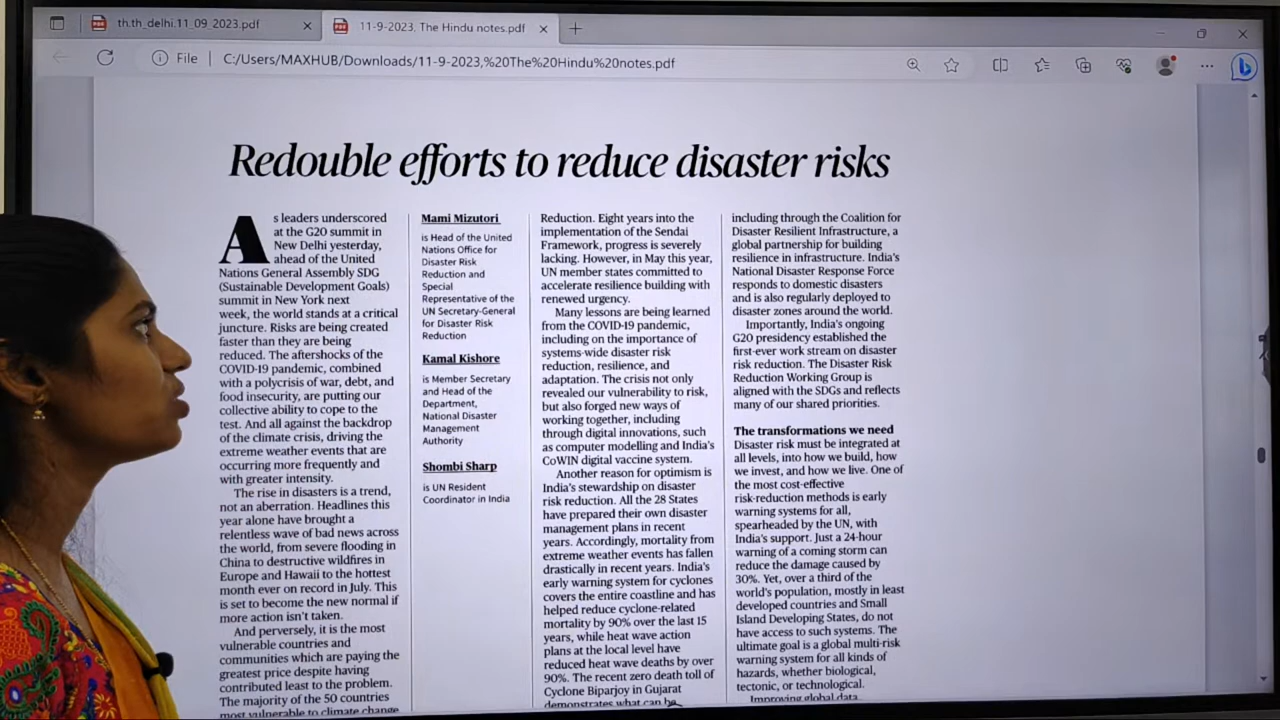 th.th_delhi.11_09_2023.pdf
11-9-2023, The Hindu notes.pdf
File
C:/Users/MAXHUB/Downloads/11-9-2023,%20The%20Hindu%20notes.pdf
Redouble efforts to reduce disaster risks
As leaders underscored
at the G20 summit in
New Delhi yesterday,
ahead of the United
Nations General Assembly SDG
(Sustainable Development Goals)
summit in New York next
week, the world stands at a critical
juncture. Risks are being created
faster than they are being
reduced. The aftershocks of the
COVID-19 pandemic, combined
with a polycrisis of war, debt, and
food insecurity, are putting our
collective ability to cope to the
test. And all against the backdrop
of the climate crisis, driving the
extreme weather events that are
occurring more frequently and
with greater intensity.
The rise in disasters is a trend,
not an aberration. Headlines this
year alone have brought a
relentless wave of bad news across
the world, from severe flooding in
China to destructive wildfires in
Europe and Hawaii to the hottest
month ever on record in July. This
is set to become the new normal if
more action isn't taken.
And perversely, it is the most
vulnerable countries and
communities which are paying the
greatest price despite having
contributed least to the problem.
The majority of the 50 countries
most vulnerable to climate change
Mami Mizutori
is Head of the United
Nations Office for
Disaster Risk
Reduction and
Special
Representative of the
UN Secretary-General
for Disaster Risk
Reduction
Kamal Kishore
is Member Secretary
and Head of the
Department,
National Disaster
Management
Authority
Shombi Sharp
is UN Resident
Coordinator in India
Reduction. Eight years into the
implementation of the Sendai
Framework, progress is severely
lacking. However, in May this year,
UN member states committed to
accelerate resilience building with
renewed urgency.
Many lessons are being learned
from the COVID-19 pandemic,
including on the importance of
systems-wide disaster risk
reduction, resilience, and
adaptation. The crisis not only
revealed our vulnerability to risk,
but also forged new ways of
working together, including
through digital innovations, such
as computer modelling and India's
CoWIN digital vaccine system.
Another reason for optimism is
India's stewardship on disaster
risk reduction. All the 28 States
have prepared their own disaster
management plans in recent
years. Accordingly, mortality from
extreme weather events has fallen
drastically in recent years. India's
early warning system for cyclones
covers the entire coastline and has
helped reduce cyclone-related
mortality by 90% over the last 15
years, while heat wave action
plans at the local level have
reduced heat wave deaths by over
90%. The recent zero death toll of
Cyclone Biparjoy in Gujarat
demonstrates what can be
including through the Coalition for
Disaster Resilient Infrastructure, a
global partnership for building
resilience in infrastructure. India's
National Disaster Response Force
responds to domestic disasters
and is also regularly deployed to
disaster zones around the world.
Importantly, India's ongoing
G20 presidency established the
first-ever work stream on disaster
risk reduction. The Disaster Risk
Reduction Working Group is
aligned with the SDGs and reflects
many of our shared priorities.
The transformations we need
Disaster risk must be integrated at
all levels, into how we build, how
we invest, and how we live. One of
the most cost-effective
risk-reduction methods is early
warning systems for all,
spearheaded by the UN, with
India's support. Just a 24-hour
warning of a coming storm can
reduce the damage caused by
30%. Yet, over a third of the
world's population, mostly in least
developed countries and Small
Island Developing States, do not
have access to such systems. The
ultimate goal is a global multi-risk
warning system for all kinds of
hazards, whether biological,
tectonic, or technological.
Improving global data